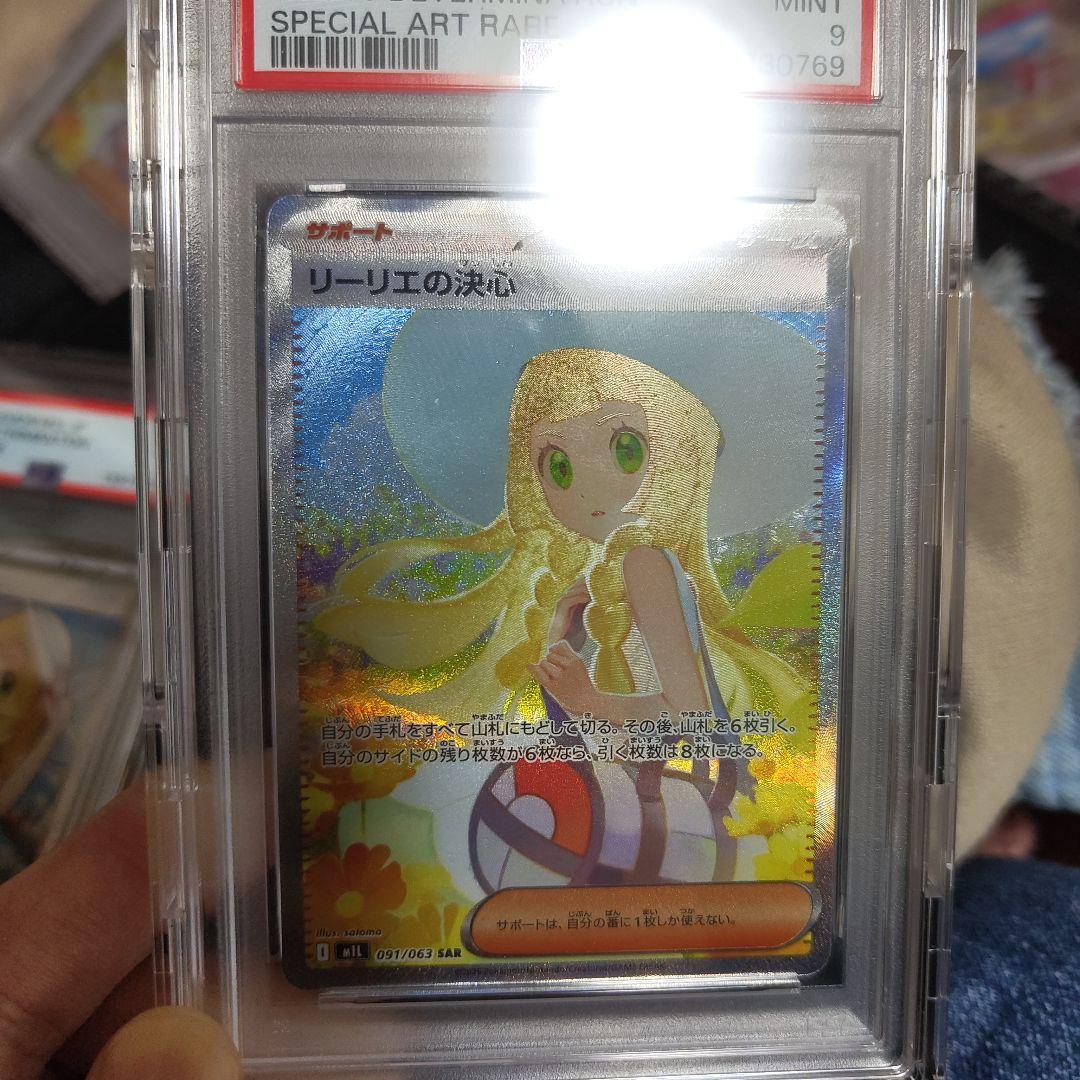 SPECIAL ART RARE
MINT
9
30769
サポート
リーリエの決心
自分の手札をすべて山札にもどして切る。その後、山札を6枚引く。
自分のサイドの残り枚数が6枚なら、引く枚数は8枚になる。
サポートは、自分の番に1枚しか使えない。
illus. saloma
I M1L 091/063 SAR